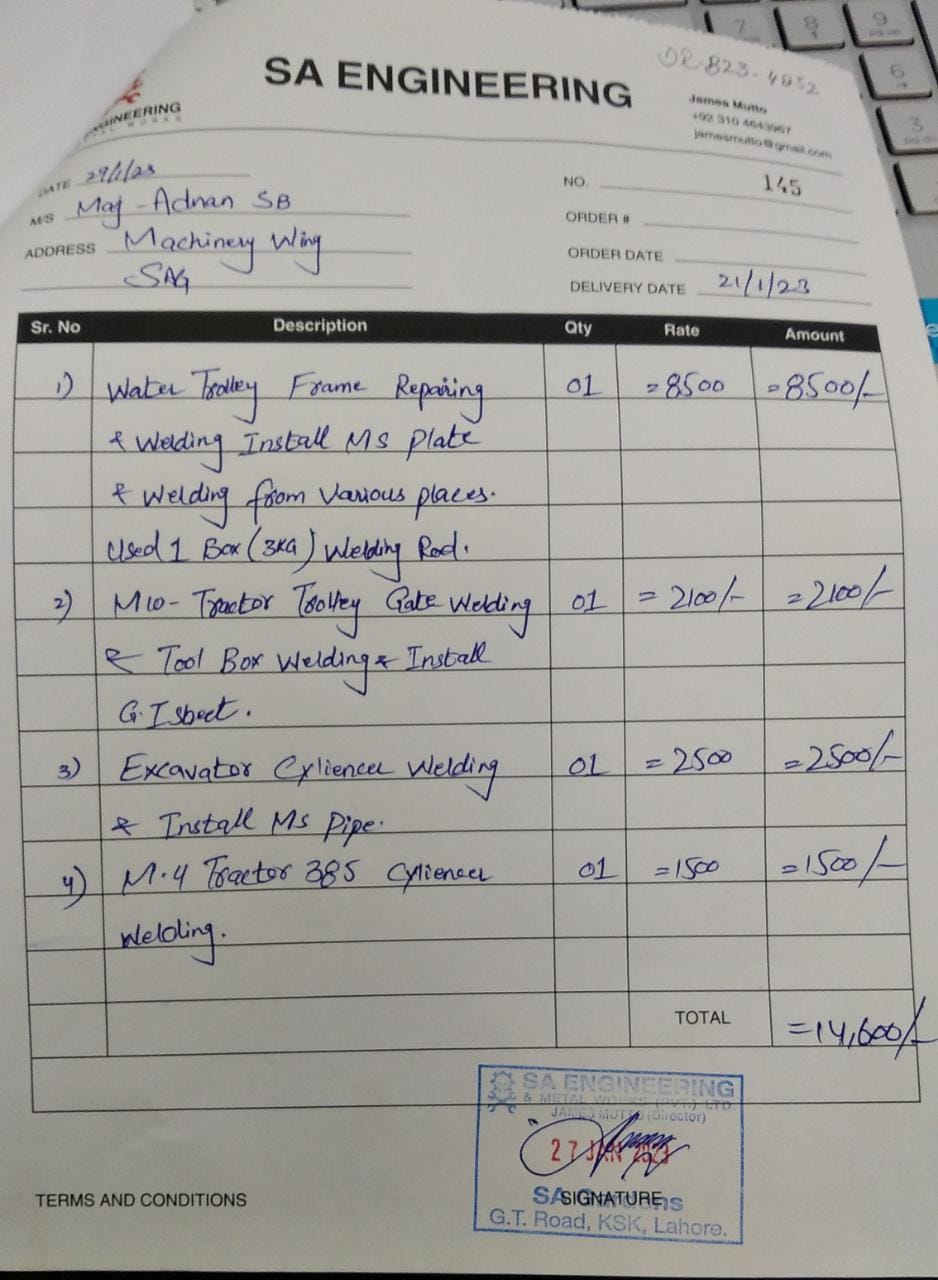 OR-B23-4052
SA ENGINEERING
ENGINEERING
James Mutto
+92 310 4643967
jamesmutto@gmail.com
DATE 29/1/23
NO. 145
M/S Maj-Adnan SB
ORDER #
ADDRESS Machinery Wing
ORDER DATE
SAG
DELIVERY DATE 21/1/23
Sr. No Description Qty Rate Amount
1) Water Trolley Frame Repairing 01 =8500 =8500/-
& Welding Install MS Plate
& Welding from Various places.
Used 1 Box (3KG) Welding Rod.
2) M10- Tractor Trolley Gate Welding 01 = 2100/- =2100/-
& Tool Box Welding & Install
G.I sheet.
3) Excavator Cyliencer Welding 01 = 2500 =2500/-
& Install Ms Pipe.
4) M.4 Tractor 385 Cyliencer 01 =1500 =1500/-
Welding.
TOTAL =14,600/-
SA ENGINEERING
& METAL WORKS (PVT.) LTD
JAMES MUTTO (Director)
27 JAN 2023
SA Gardens
SIGNATURE
G.T. Road, KSK, Lahore.
TERMS AND CONDITIONS